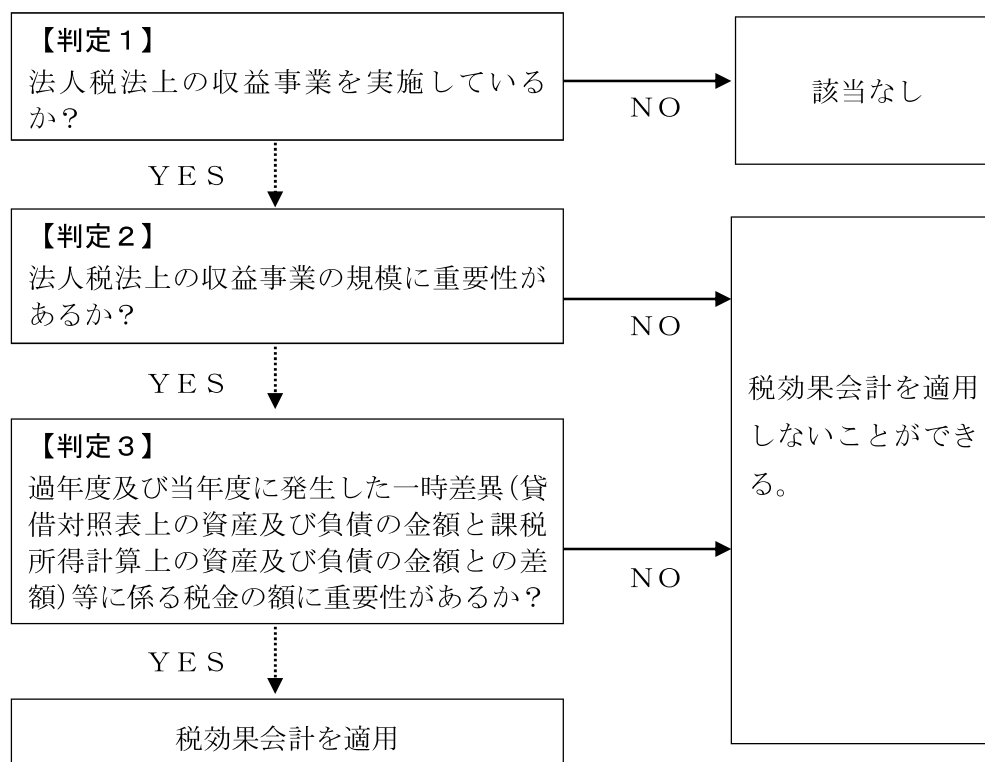 【判定１】
法人税法上の収益事業を実施している
か？
ＮＯ
該当なし
ＹＥＳ
【判定２】
法人税法上の収益事業の規模に重要性が
あるか？
ＮＯ
ＹＥＳ
税効果会計を適用
しないことができ
る。
【判定３】
過年度及び当年度に発生した一時差異（貸
借対照表上の資産及び負債の金額と課税
所得計算上の資産及び負債の金額との差
額）等に係る税金の額に重要性があるか？
ＮＯ
ＹＥＳ
税効果会計を適用